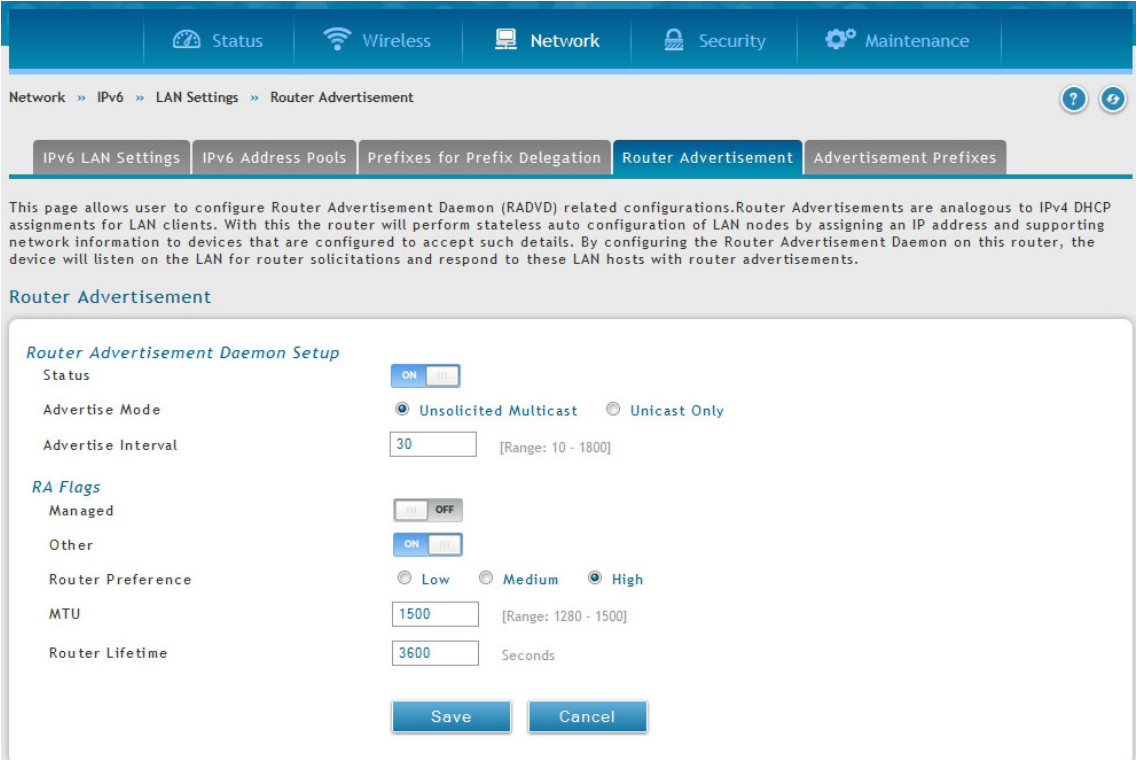 Status Wireless Network Security Maintenance
Network » IPv6 » LAN Settings » Router Advertisement ?
IPv6 LAN Settings IPv6 Address Pools Prefixes for Prefix Delegation Router Advertisement Advertisement Prefixes
This page allows user to configure Router Advertisement Daemon (RADVD) related configurations.Router Advertisements are analogous to IPv4 DHCP
assignments for LAN clients. With this the router will perform stateless auto configuration of LAN nodes by assigning an IP address and supporting
network information to devices that are configured to accept such details. By configuring the Router Advertisement Daemon on this router, the
device will listen on the LAN for router solicitations and respond to these LAN hosts with router advertisements.
Router Advertisement
Router Advertisement Daemon Setup
Status ON
Advertise Mode Unsolicited Multicast Unicast Only
Advertise Interval 30 [Range: 10 - 1800]
RA Flags
Managed OFF
Other ON
Router Preference Low Medium High
MTU 1500 [Range: 1280 - 1500]
Router Lifetime 3600 Seconds
Save Cancel